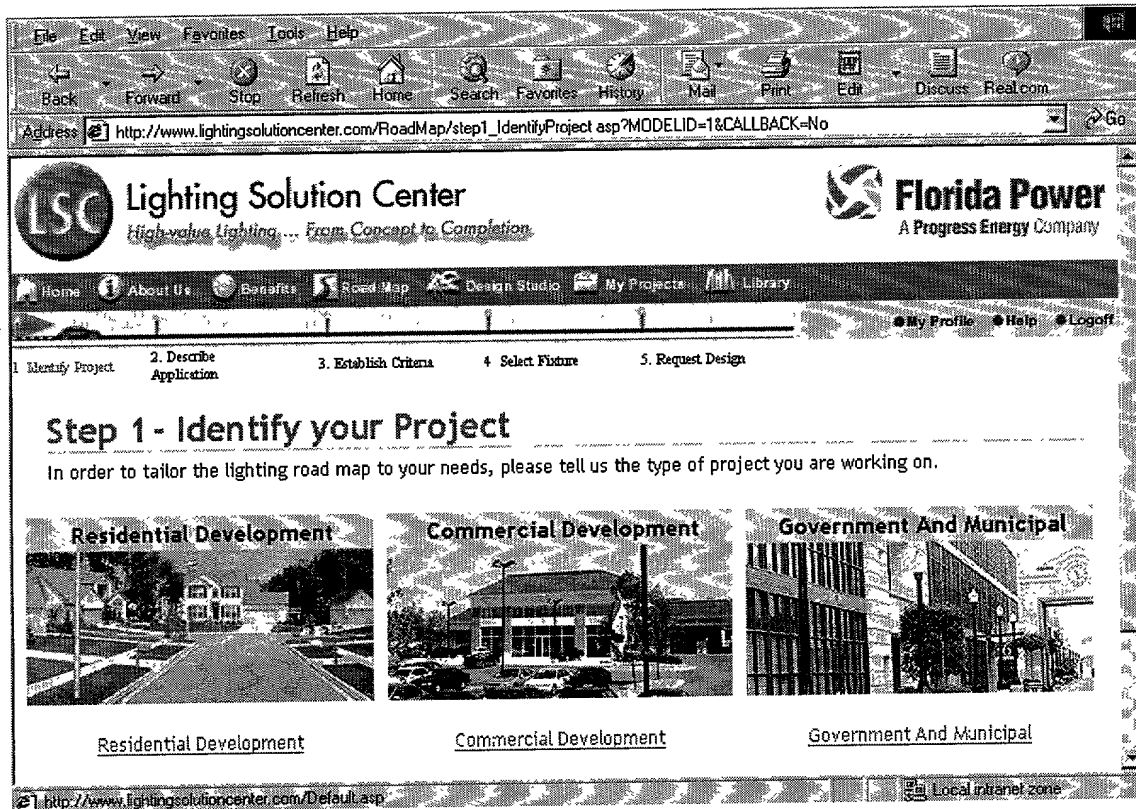 File Edit View Favorites Tools Help
Back Forward Stop Refresh Home Search Favorites History Mail Print Edit Discuss Real.com
Address http://www.lightingsolutioncenter.com/RoadMap/step1_IdentifyProject asp?MODELID=1&CALLBACK=No Go
LSC Lighting Solution Center
High-value Lighting ... From Concept to Completion
Florida Power
A Progress Energy Company
Home About Us Benefits Road Map Design Studio My Projects Library
My Profile Help Logoff
1 Identify Project 2. Describe Application 3. Establish Criteria 4 Select Fixture 5. Request Design
Step 1 - Identify your Project
In order to tailor the lighting road map to your needs, please tell us the type of project you are working on.
Residential Development Commercial Development Government And Municipal
Residential Development Commercial Development Government And Municipal
http://www.lightingsolutioncenter.com/Default.asp Local intranet zone